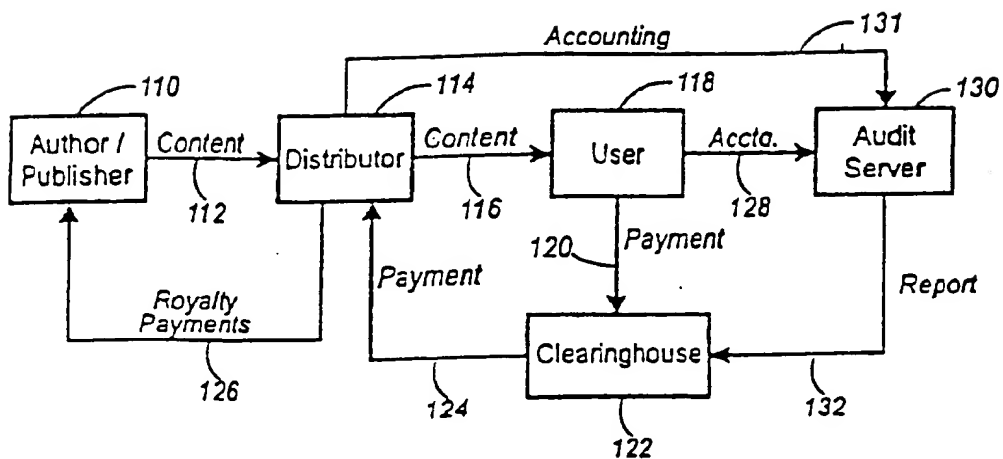 Accounting
131
110
114
118
130
Author /
Publisher
Content
112
Distributor
Content
116
User
Accta.
128
Audit
Server
120
Payment
Payment
Report
Royalty
Payments
126
124
Clearinghouse
122
132